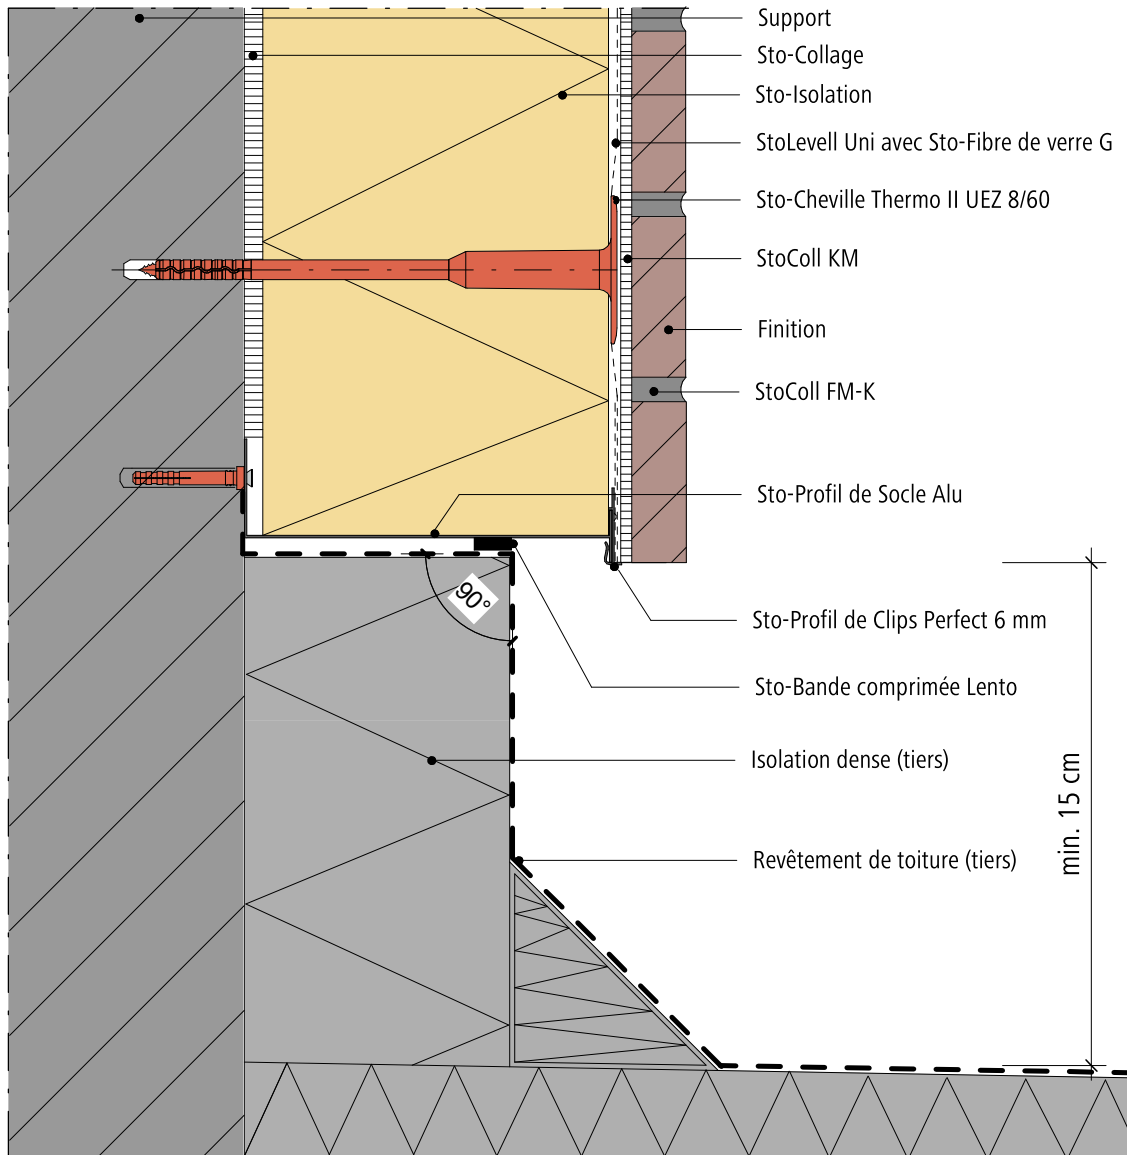 Support
Sto-Collage
Sto-Isolation
StoLevell Uni avec Sto-Fibre de verre G
Sto-Cheville Thermo II UEZ 8/60
StoColl KM
Finition
StoColl FM-K
Sto-Profil de Socle Alu
90°
Sto-Profil de Clips Perfect 6 mm
Sto-Bande comprimée Lento
Isolation dense (tiers)
min. 15 cm
Revêtement de toiture (tiers)